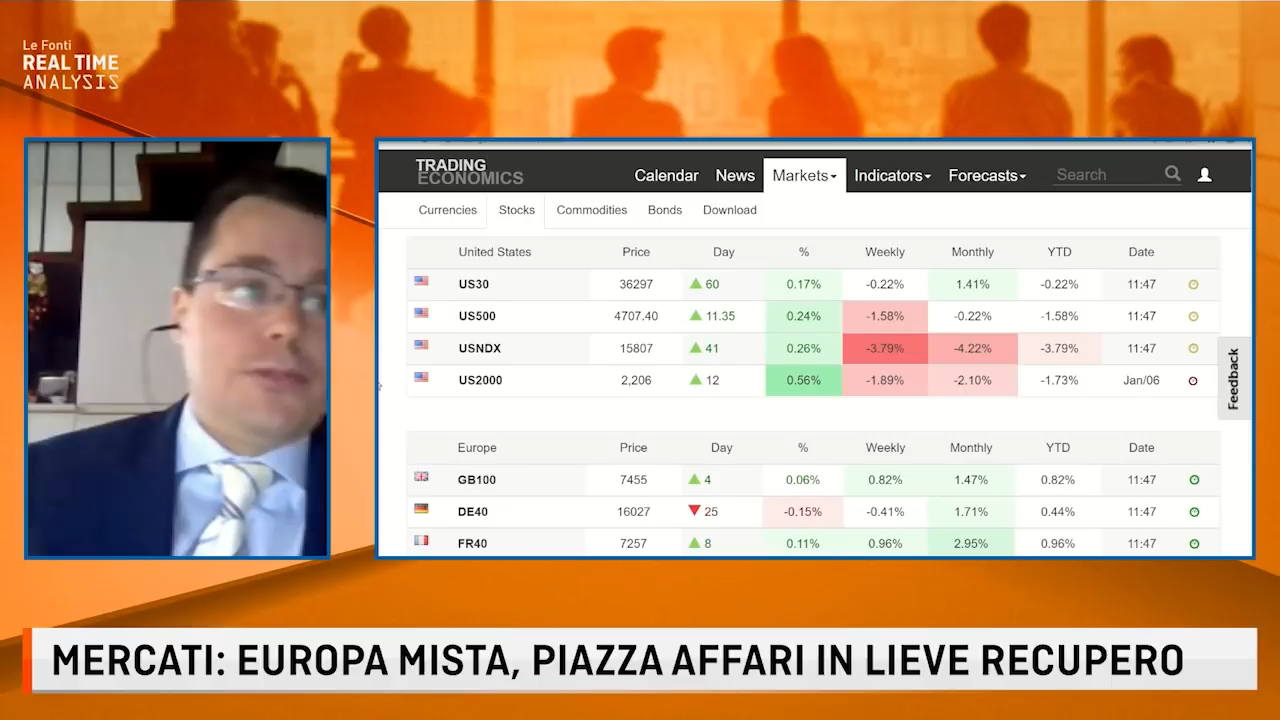 Le Fonti
REAL TIME
ANALYSIS
TRADING
ECONOMICS
Calendar News Markets Indicators Forecasts Search
Currencies Stocks Commodities Bonds Download
United States Price Day % Weekly Monthly YTD Date
US30 36297 60 0.17% -0.22% 1.41% -0.22% 11:47
US500 4707.40 11.35 0.24% -1.58% -0.22% -1.58% 11:47
USNDX 15807 41 0.26% -3.79% -4.22% -3.79% 11:47
US2000 2,206 12 0.56% -1.89% -2.10% -1.73% Jan/06
Feedback
Europe Price Day % Weekly Monthly YTD Date
GB100 7455 4 0.06% 0.82% 1.47% 0.82% 11:47
DE40 16027 25 -0.15% -0.41% 1.71% 0.44% 11:47
FR40 7257 8 0.11% 0.96% 2.95% 0.96% 11:47
MERCATI: EUROPA MISTA, PIAZZA AFFARI IN LIEVE RECUPERO